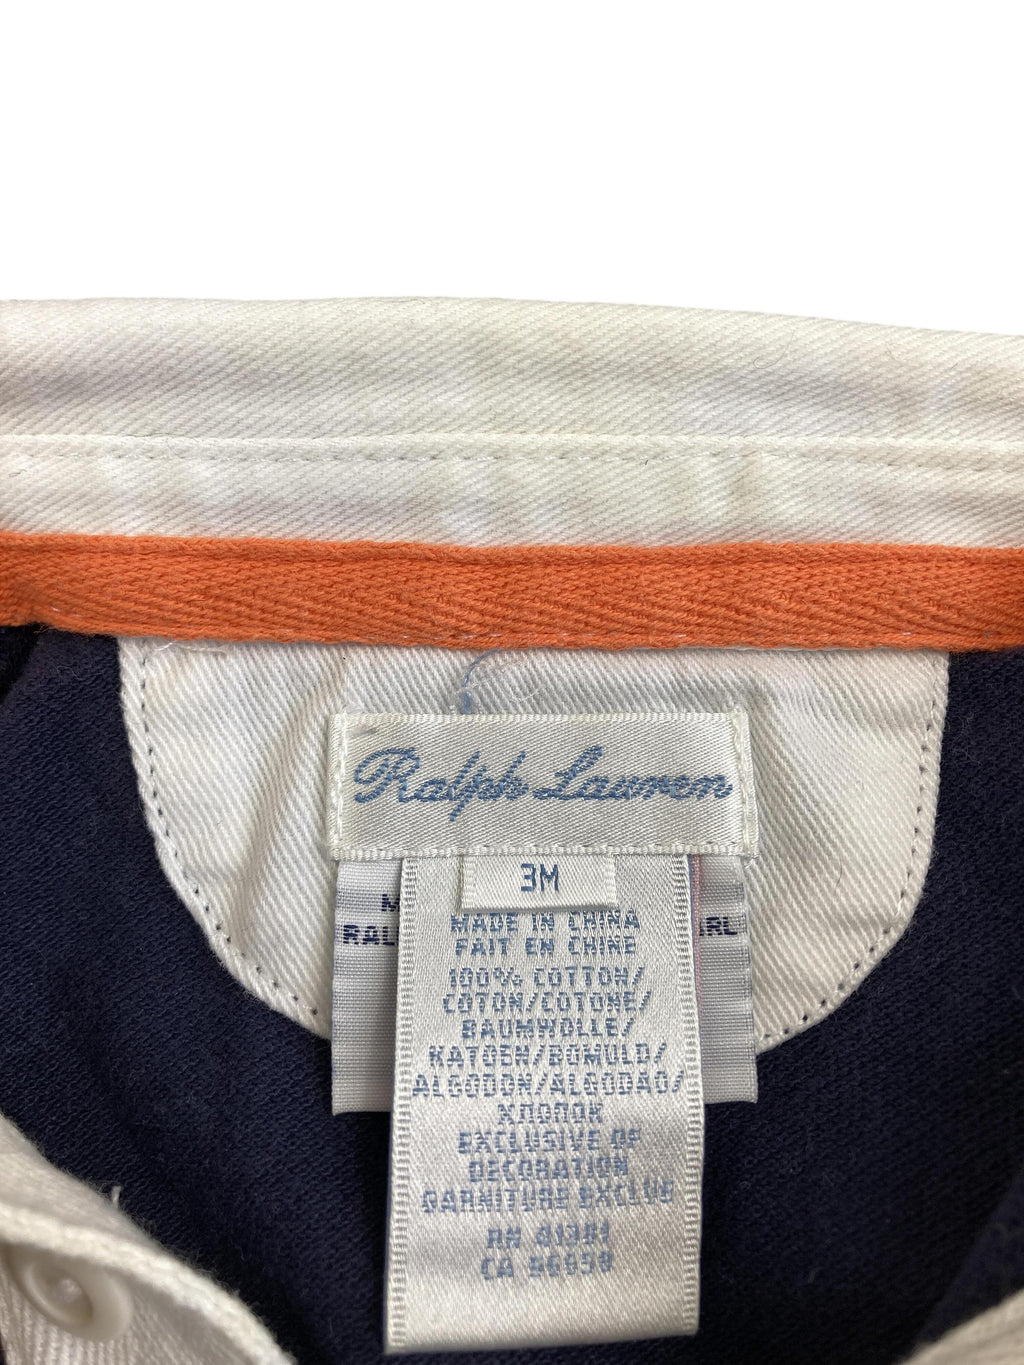 Ralph Lauren
3M
MADE IN CHINA
FAIT EN CHINE
100% COTTON/
COTON/COTONE/
BAUMWOLLE/
KATOEN/BOMULD/
ALGODON/ALGODAO/
ХЛОПОК
EXCLUSIVE OF
DECORATION
GARNITURE EXCLUE
RN 41381
CA